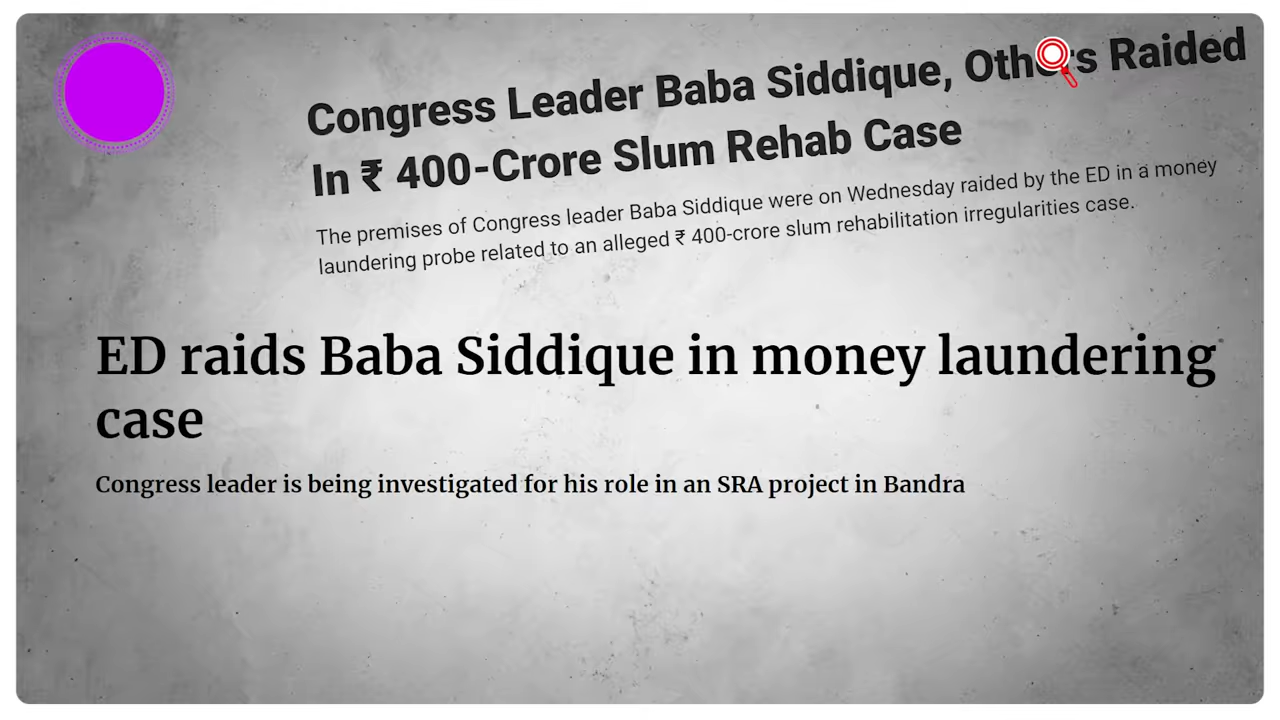 Congress Leader Baba Siddique, Others Raided
In ₹ 400-Crore Slum Rehab Case
The premises of Congress leader Baba Siddique were on Wednesday raided by the ED in a money
laundering probe related to an alleged ₹ 400-crore slum rehabilitation irregularities case.
ED raids Baba Siddique in money laundering
case
Congress leader is being investigated for his role in an SRA project in Bandra